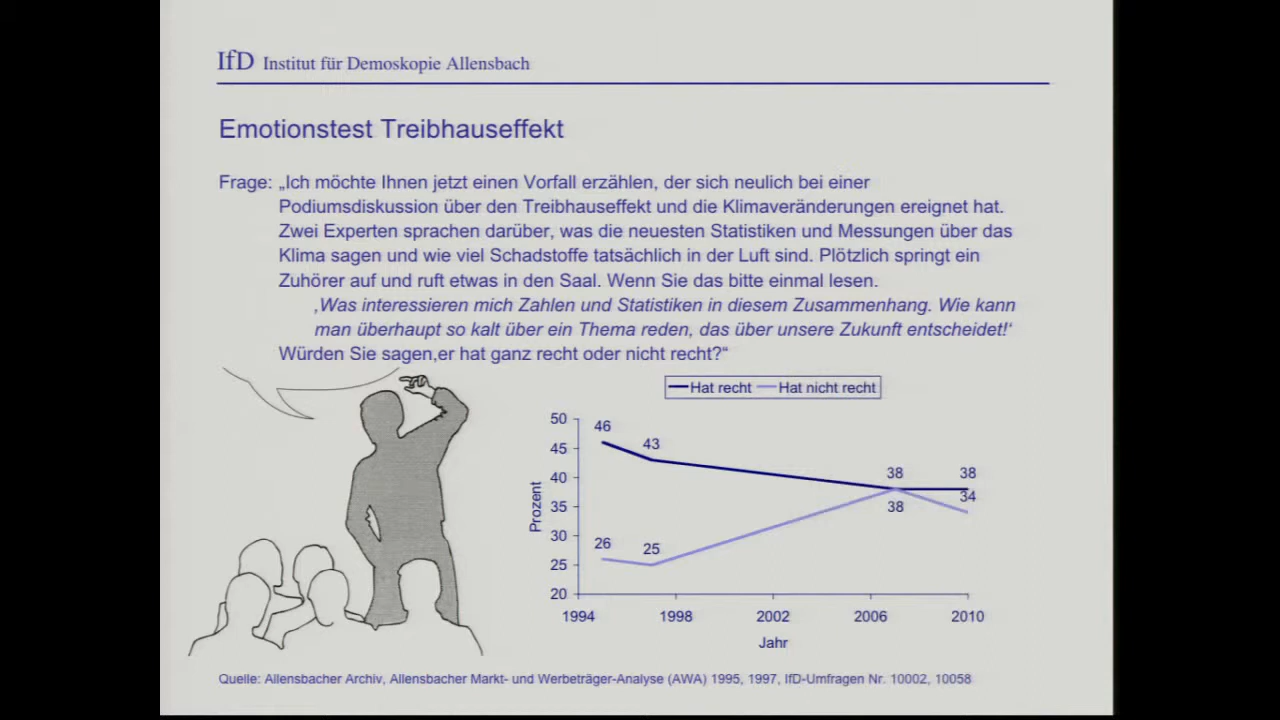 IfD Institut für Demoskopie Allensbach
Emotionstest Treibhauseffekt
Frage: „Ich möchte Ihnen jetzt einen Vorfall erzählen, der sich neulich bei einer
Podiumsdiskussion über den Treibhauseffekt und die Klimaveränderungen ereignet hat.
Zwei Experten sprachen darüber, was die neuesten Statistiken und Messungen über das
Klima sagen und wie viel Schadstoffe tatsächlich in der Luft sind. Plötzlich springt ein
Zuhörer auf und ruft etwas in den Saal. Wenn Sie das bitte einmal lesen.
‚Was interessieren mich Zahlen und Statistiken in diesem Zusammenhang. Wie kann
man überhaupt so kalt über ein Thema reden, das über unsere Zukunft entscheidet!‘
Würden Sie sagen,er hat ganz recht oder nicht recht?“
Hat recht Hat nicht recht
50
45
40
35
30
25
20
Prozent
46
43
38
38
26
25
38
34
1994 1998 2002 2006 2010
Jahr
Quelle: Allensbacher Archiv, Allensbacher Markt- und Werbeträger-Analyse (AWA) 1995, 1997, IfD-Umfragen Nr. 10002, 10058